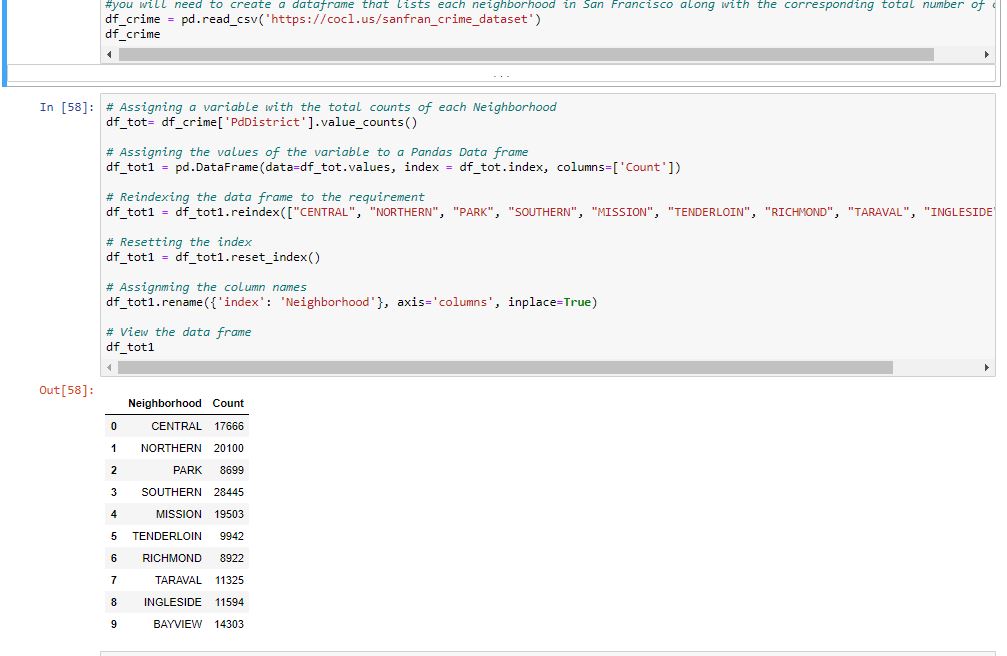 #you will need to create a dataframe that lists each neighborhood in San Francisco along with the corresponding total number of
df_crime = pd.read_csv('https://cocl.us/sanfran_crime_dataset')
df_crime
...
In [58]:
# Assigning a variable with the total counts of each Neighborhood
df_tot= df_crime['PdDistrict'].value_counts()
# Assigning the values of the variable to a Pandas Data frame
df_tot1 = pd.DataFrame(data=df_tot.values, index = df_tot.index, columns=['Count'])
# Reindexing the data frame to the requirement
df_tot1 = df_tot1.reindex(["CENTRAL", "NORTHERN", "PARK", "SOUTHERN", "MISSION", "TENDERLOIN", "RICHMOND", "TARAVAL", "INGLESIDE
# Resetting the index
df_tot1 = df_tot1.reset_index()
# Assignming the column names
df_tot1.rename({'index': 'Neighborhood'}, axis='columns', inplace=True)
# View the data frame
df_tot1
Out[58]:
Neighborhood Count
0 CENTRAL 17666
1 NORTHERN 20100
2 PARK 8699
3 SOUTHERN 28445
4 MISSION 19503
5 TENDERLOIN 9942
6 RICHMOND 8922
7 TARAVAL 11325
8 INGLESIDE 11594
9 BAYVIEW 14303